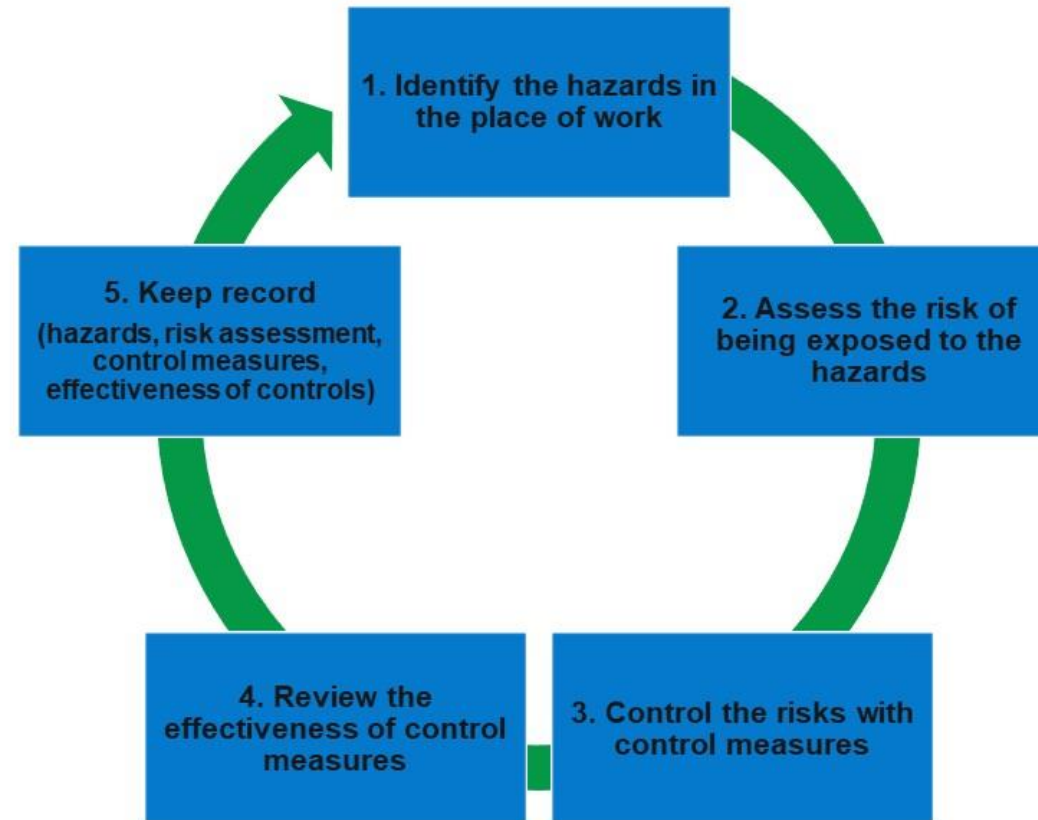 1. Identify the hazards in
the place of work
2. Assess the risk of
being exposed to the
hazards
3. Control the risks with
control measures
4. Review the
effectiveness of control
measures
5. Keep record
(hazards, risk assessment,
control measures,
effectiveness of controls)